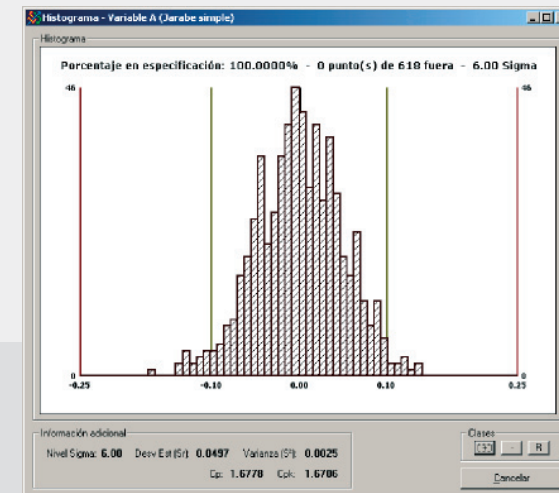 Histograma - Variable A (Jarabe simple)
Histograma
Porcentaje en especificación: 100.0000% - 0 punto(s) de 618 fuera - 6.00 Sigma
46 46
0 0
-0.25 -0.10 0.00 0.10 0.25
Información adicional
Nivel Sigma: 6.00 Desv Est (Sr): 0.0497 Varianza (S²): 0.0025
Cp: 1.6778 Cpk: 1.6706
Clases
- R
Cancelar